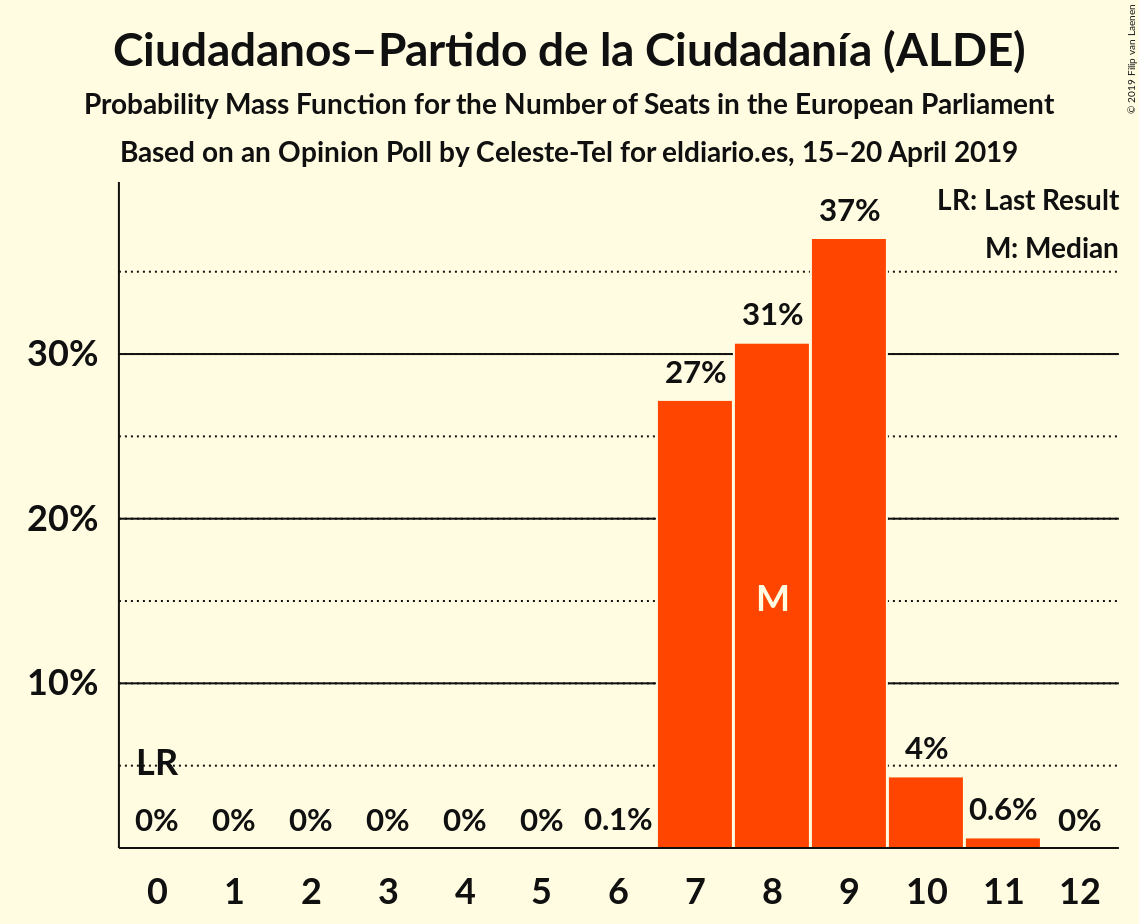 Ciudadanos–Partido de la Ciudadanía (ALDE)
Probability Mass Function for the Number of Seats in the European Parliament
Based on an Opinion Poll by Celeste-Tel for eldiario.es, 15–20 April 2019
© 2019 Filip van Laenen
LR: Last Result
M: Median
37%
31%
27%
30%
20%
10%
M
LR
4%
0% 0% 0% 0% 0% 0% 0.1% 0.6% 0%
0 1 2 3 4 5 6 7 8 9 10 11 12